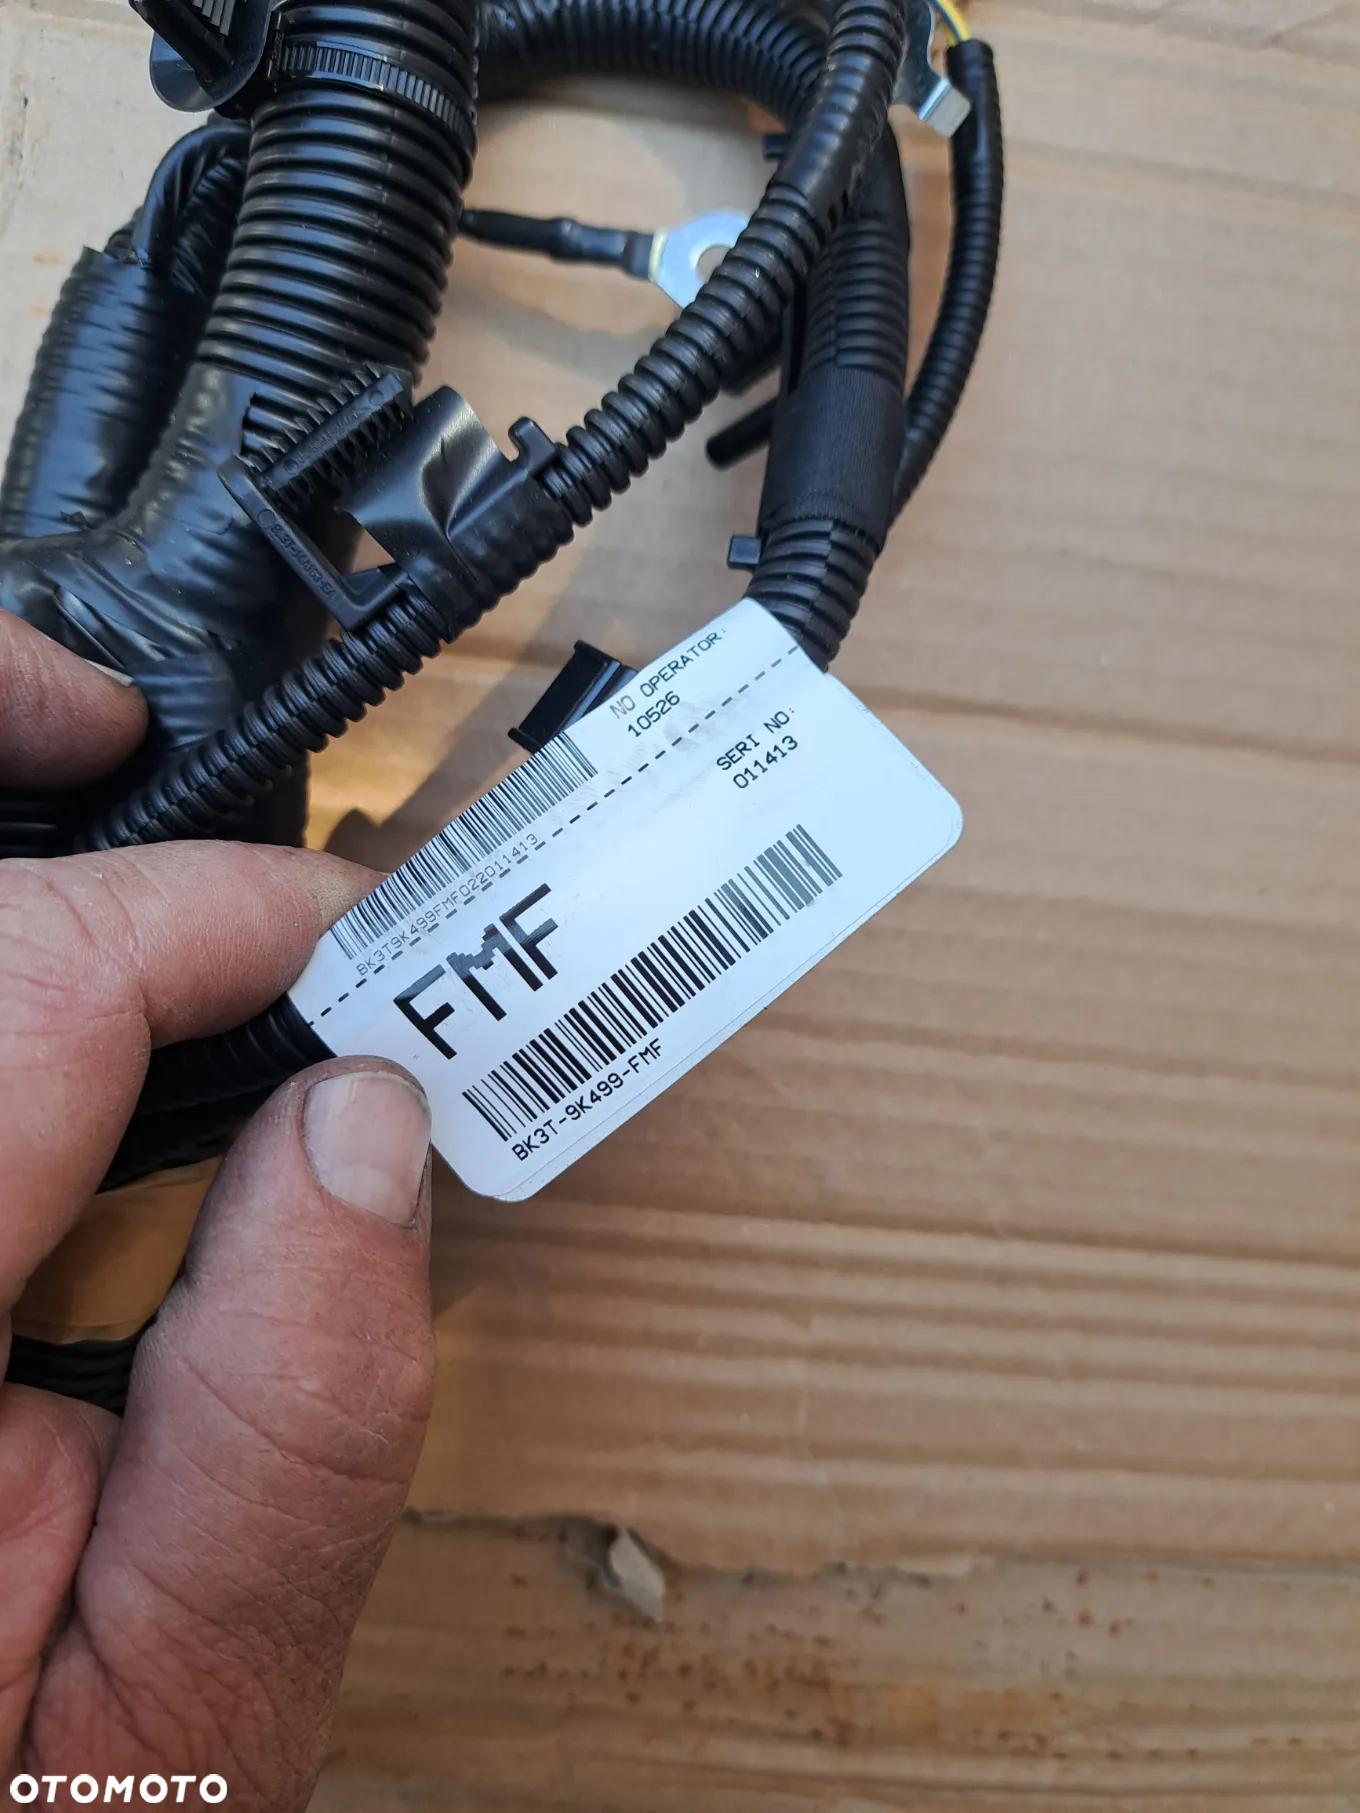 NO OPERATOR:
10526
SERI NO:
011413
BK3T9K499FMF022011413
FMF
BK3T-9K499-FMF
OTOMOTO